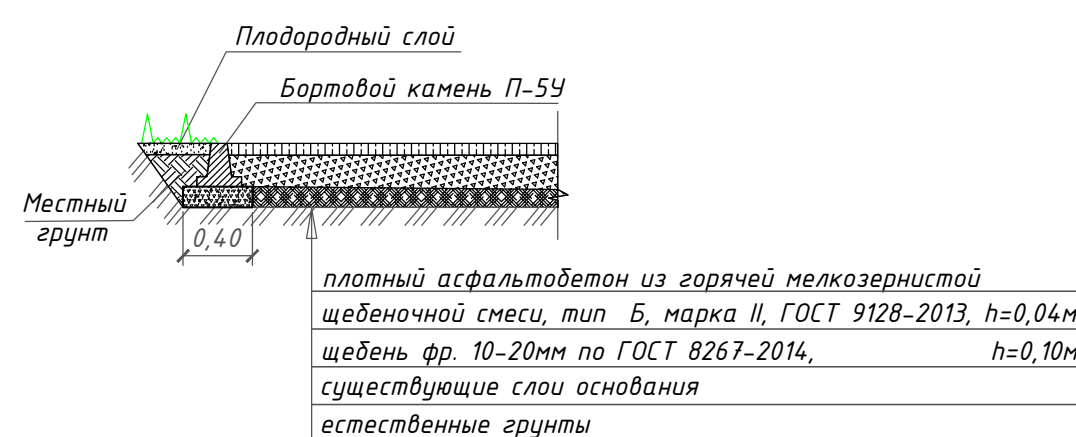 Плодородный слой
Бортовой камень П-5У
Местный
грунт
0,40
плотный асфальтобетон из горячей мелкозернистой
щебеночной смеси, тип Б, марка II, ГОСТ 9128-2013, h=0,04м
щебень фр. 10-20мм по ГОСТ 8267-2014, h=0,10м
существующие слои основания
естественные грунты